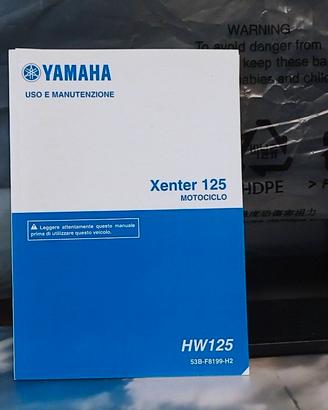 WARNING
To avoid danger from
keep these ba
abies and chil
YAMAHA
USO E MANUTENZIONE
Xenter 125
MOTOCICLO
Leggere attentamente questo manuale
prima di utilizzare questo veicolo.
HDPE
HW125
53B-F8199-H2